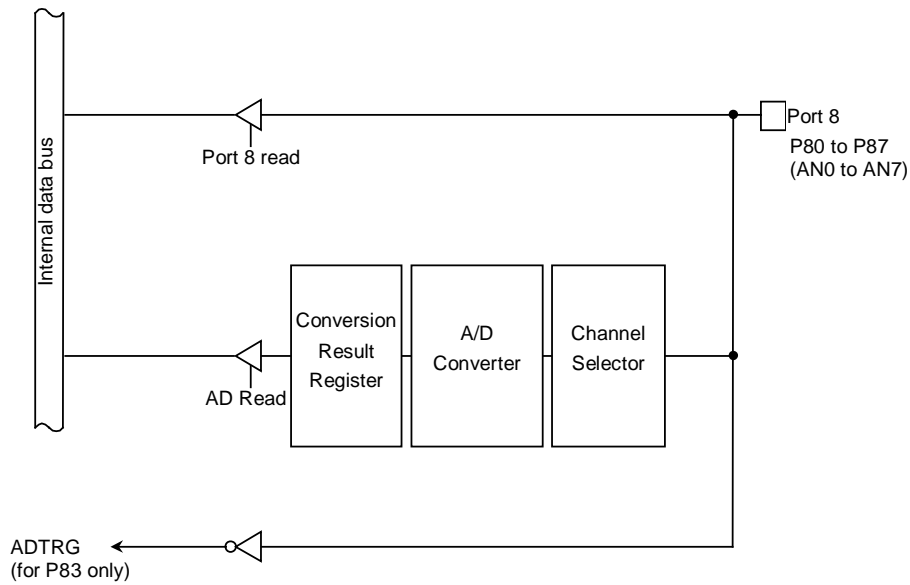 Internal data bus
Port 8 read
Port 8
P80 to P87
(AN0 to AN7)
Conversion
Result
Register
A/D
Converter
Channel
Selector
AD Read
ADTRG
(for P83 only)